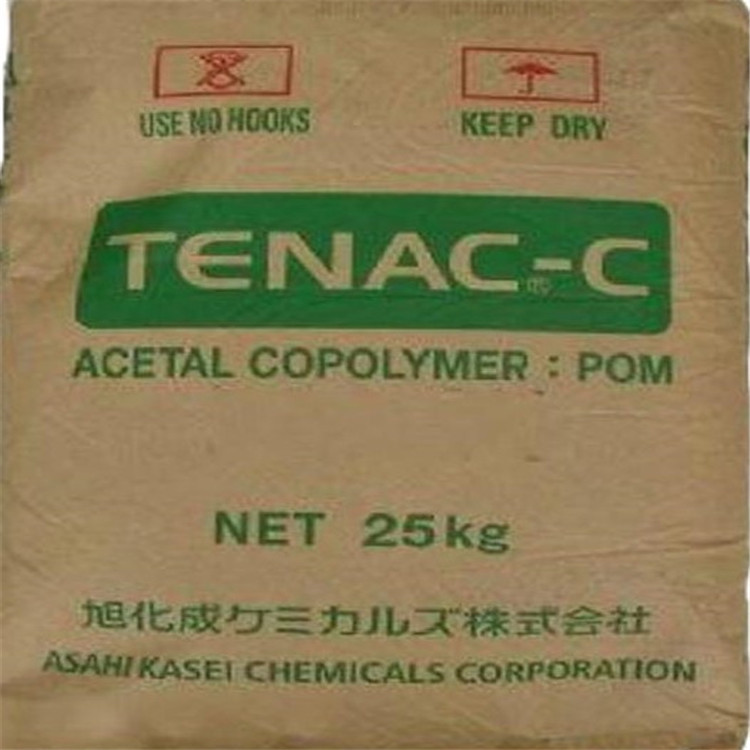 USE NO HOOKS KEEP DRY
TENAC-C®
ACETAL COPOLYMER : POM
NET 25kg
旭化成ケミカルズ株式会社
ASAHI KASEI CHEMICALS CORPORATION